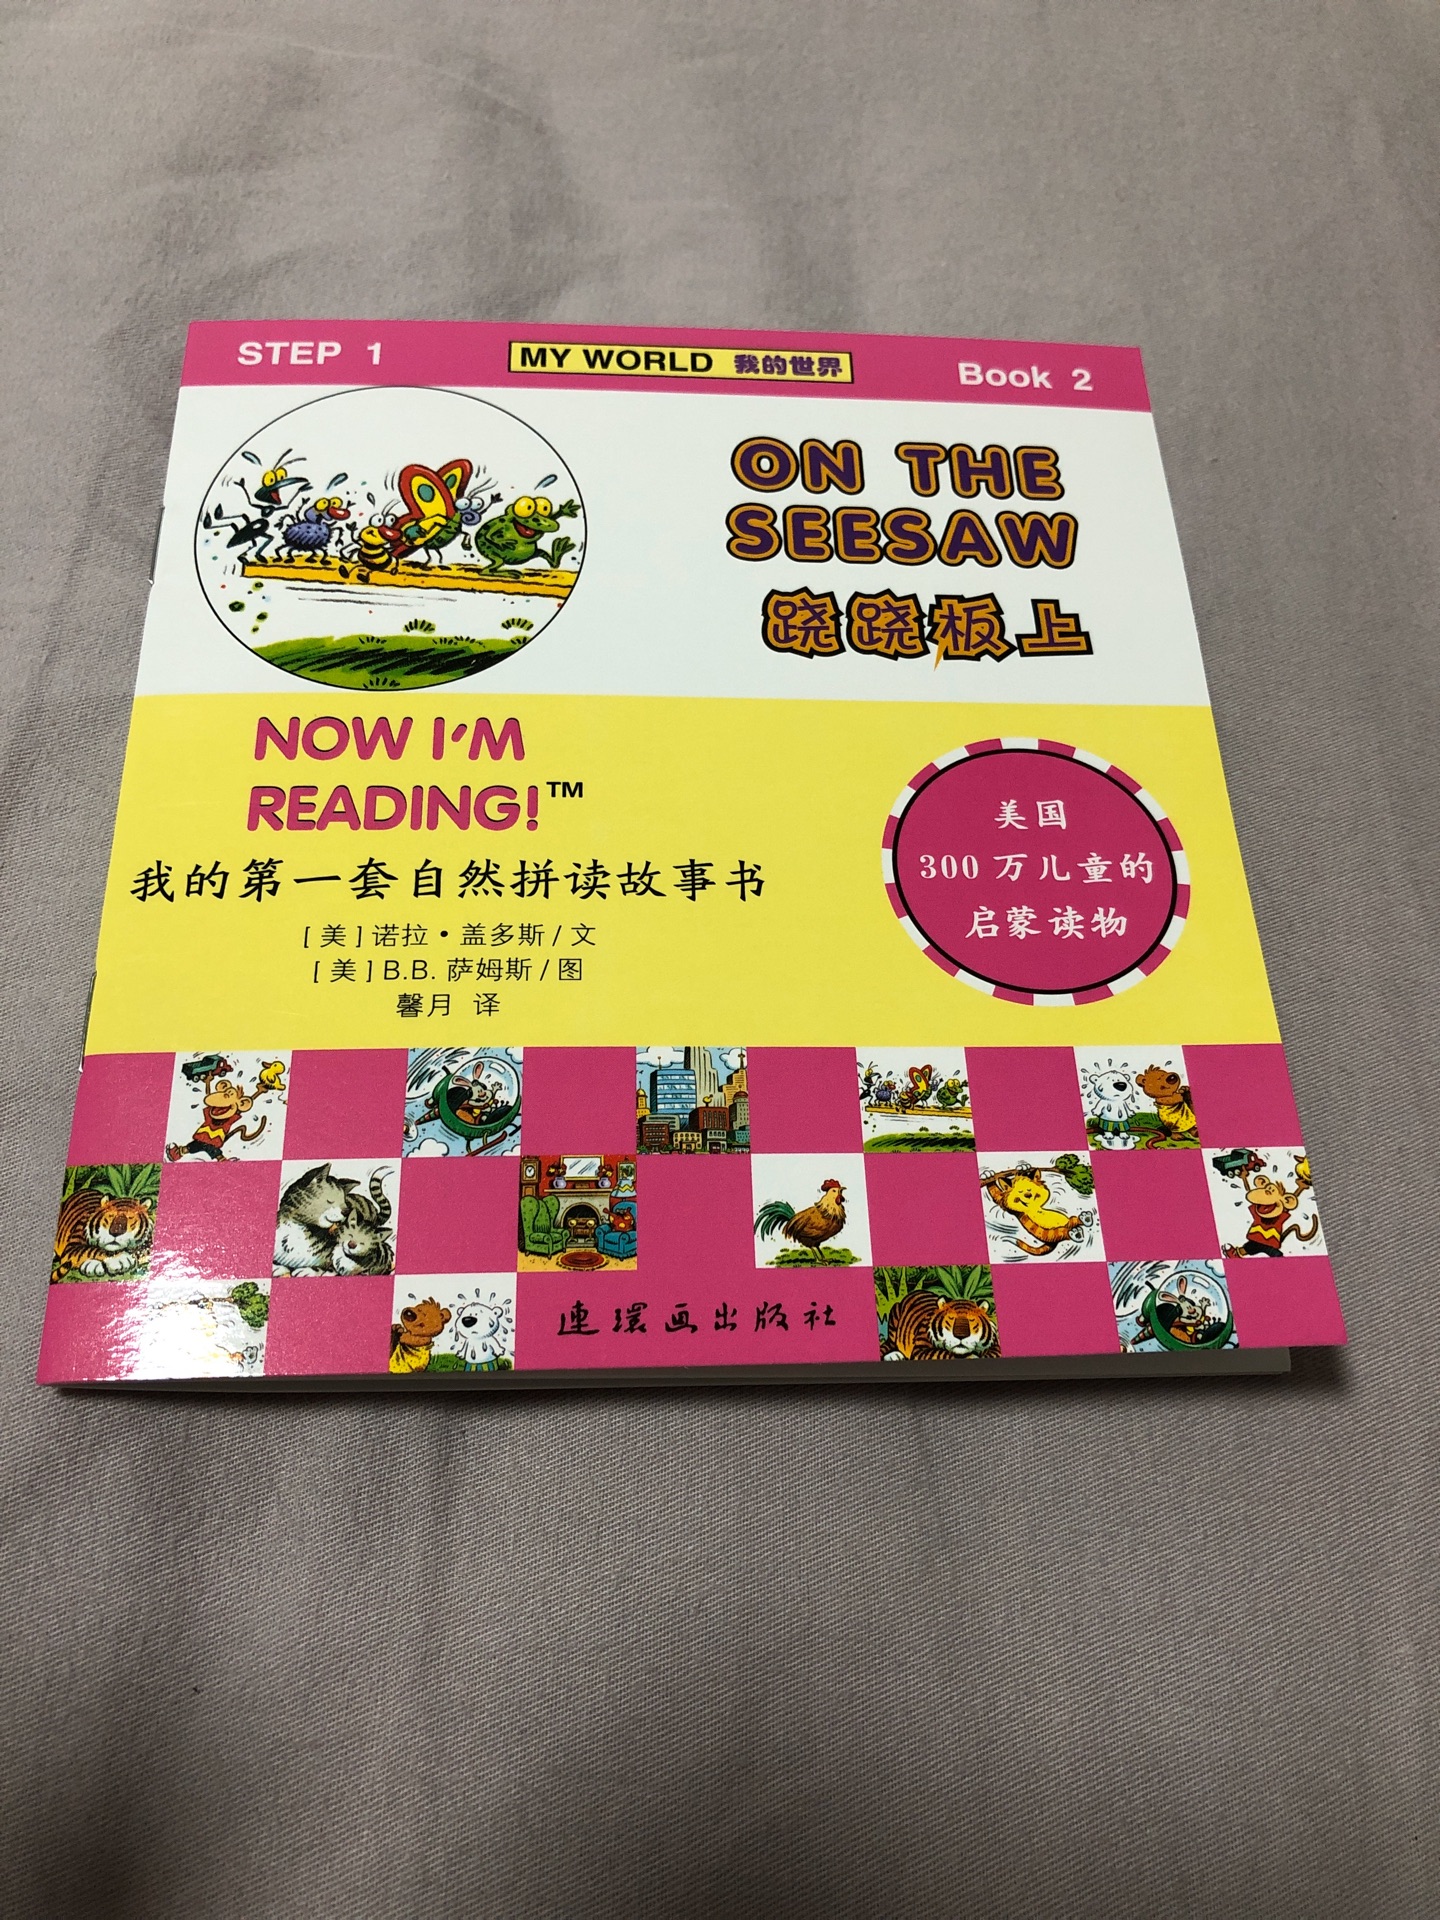 STEP 1
MY WORLD 我的世界
Book 2
ON THE
SEESAW
跷跷板上
NOW I'M
READING!™
我的第一套自然拼读故事书
[美]诺拉·盖多斯/文
[美]B.B.萨姆斯/图
馨月 译
美国
300万儿童的
启蒙读物
連環画出版社